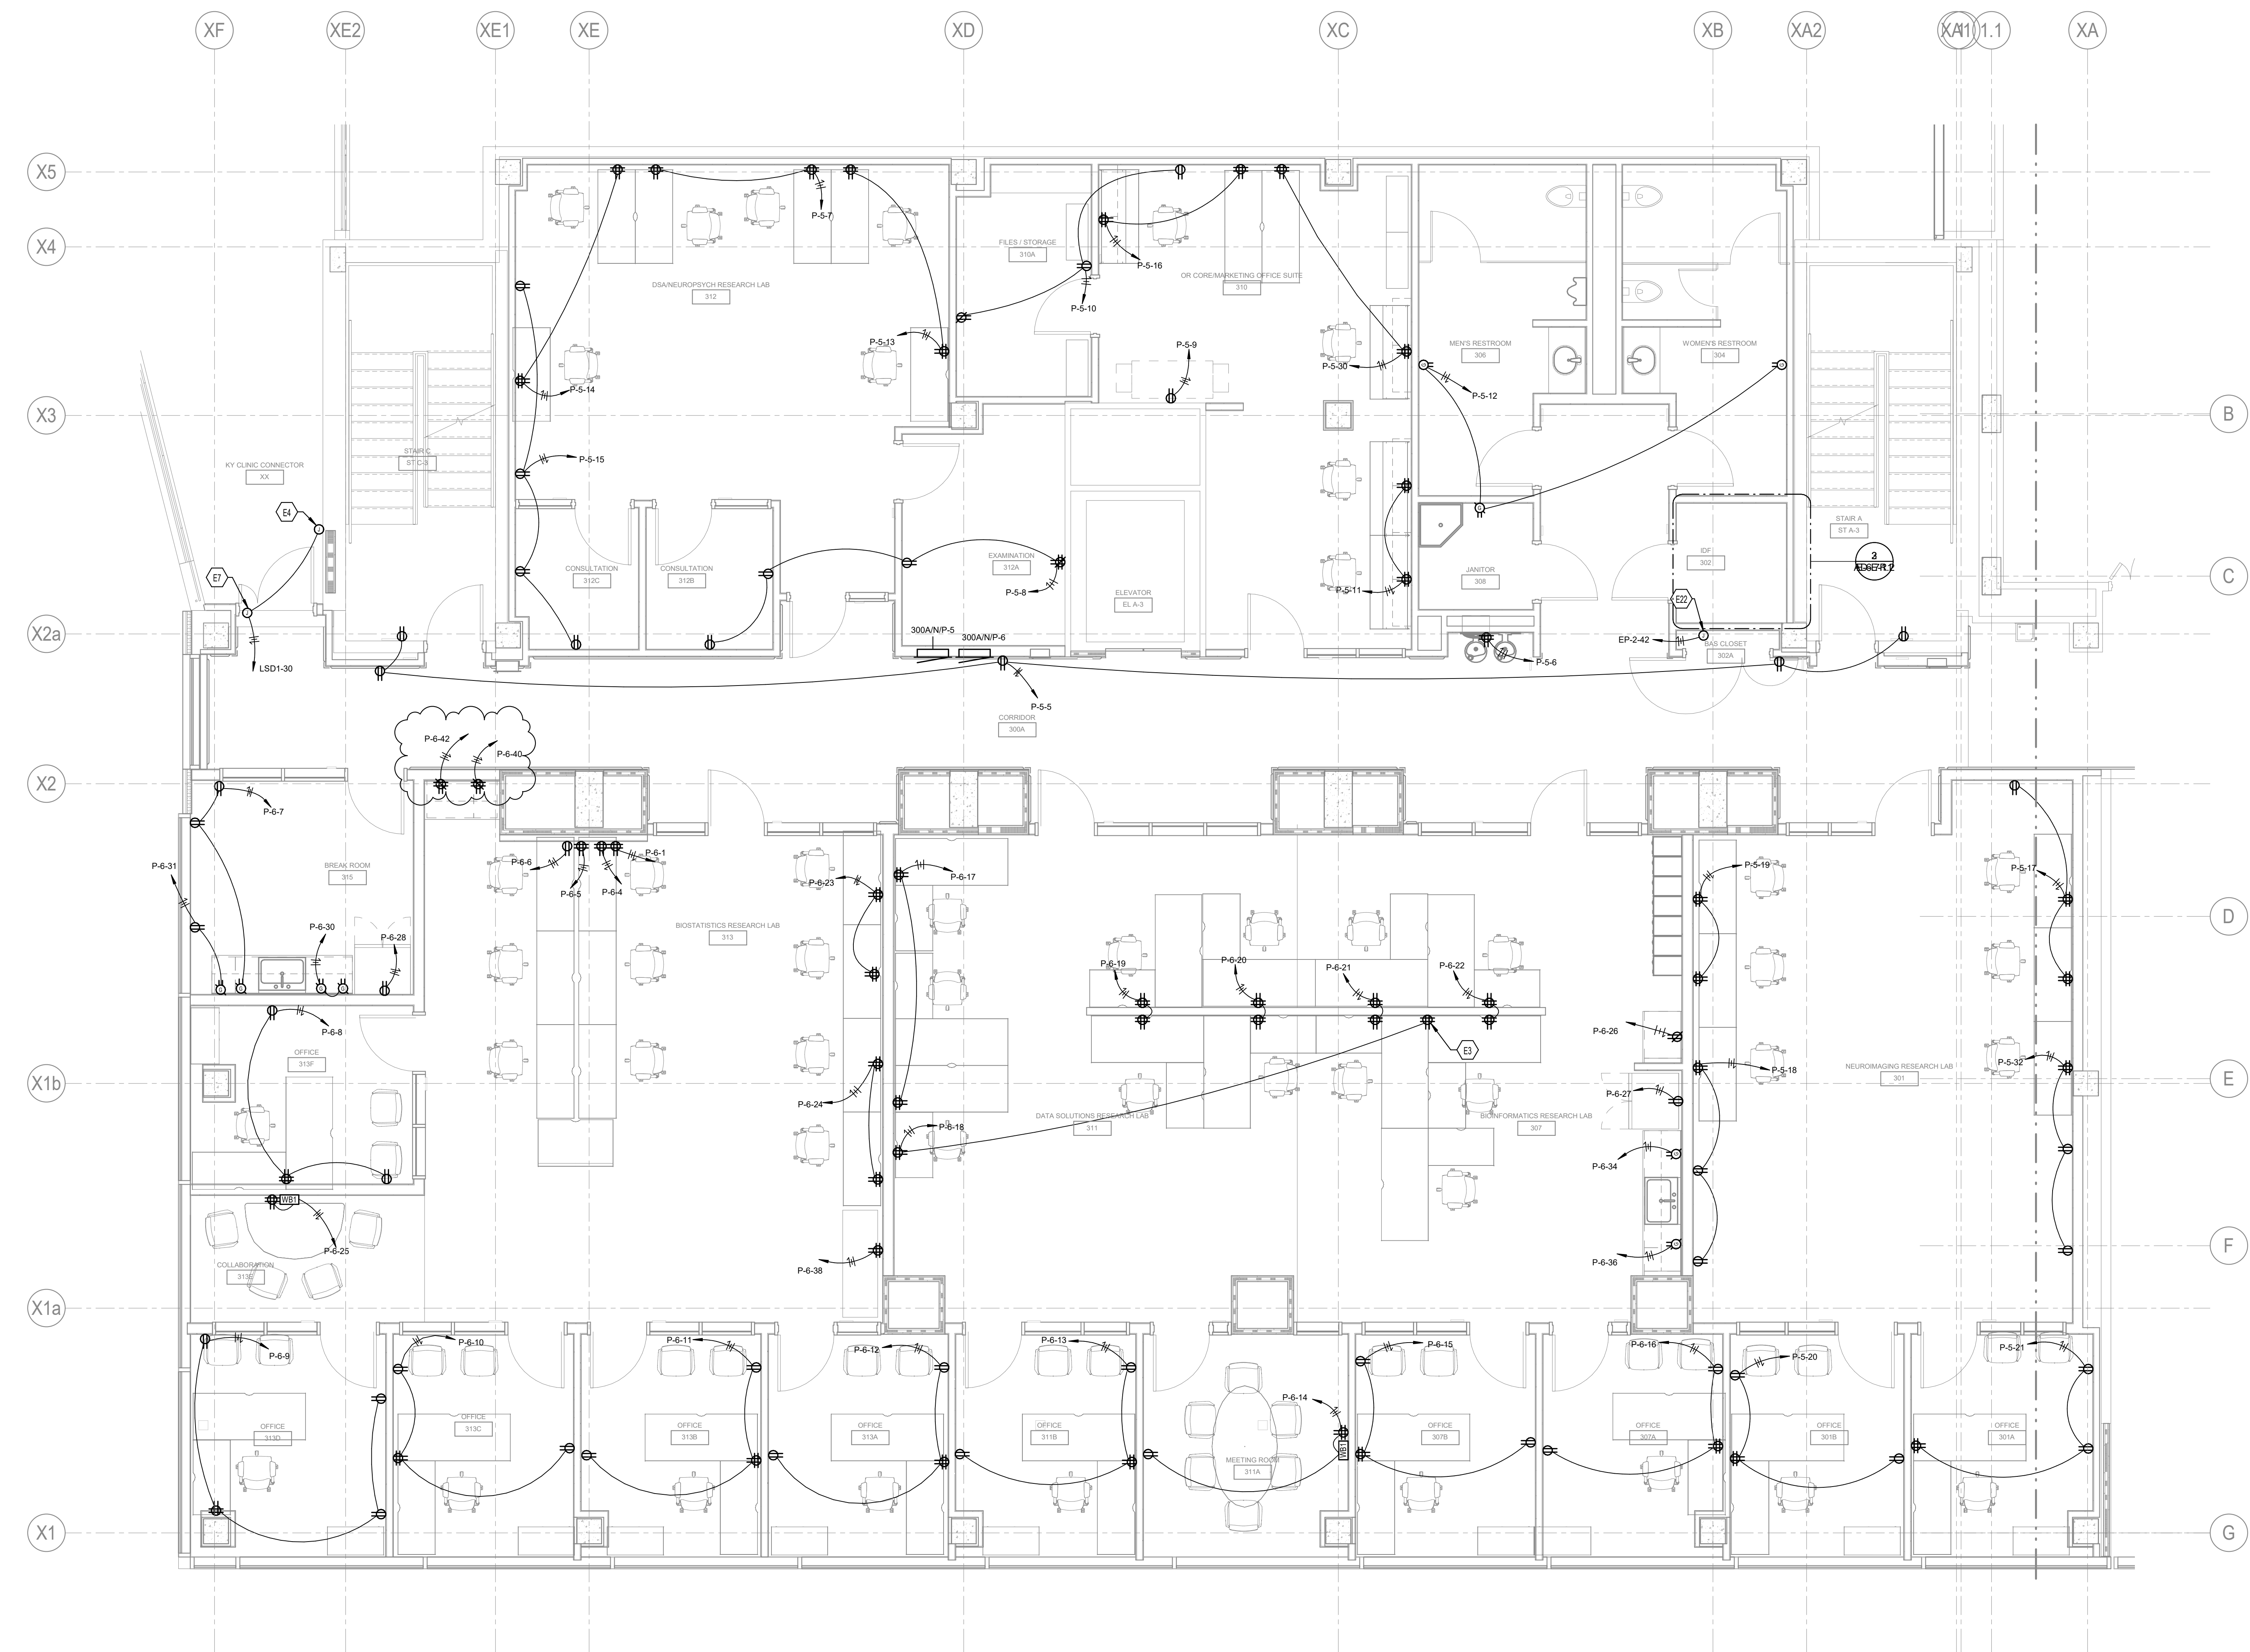 XF
XE2
XE1
XE
XD
XC
XB
XA2
1.1
XA
X5
X4
X3
X2a
X2
X1b
X1a
X1
B
C
D
E
F
G
P-5-7
P-5-16
FILES / STORAGE
310A
OR CORE/MARKETING OFFICE SUITE
310
DSA/NEUROPSYCH RESEARCH LAB
312
P-5-10
P-5-13
P-5-9
P-5-30
MEN'S RESTROOM
306
WOMEN'S RESTROOM
304
P-5-14
P-5-12
STAIR C
ST C-3
KY CLINIC CONNECTOR
XX
P-5-15
E4
STAIR A
ST A-3
E7
CONSULTATION
312C
CONSULTATION
312B
EXAMINATION
312A
P-5-8
ELEVATOR
EL A-3
P-5-11
JANITOR
308
IDF
302
E22
300A/N/P-5
300A/N/P-6
EP-2-42
BAS CLOSET
302A
P-5-6
LSD1-30
P-5-5
CORRIDOR
300A
P-6-42
P-6-40
P-6-7
P-6-31
BREAK ROOM
315
P-6-6
P-6-5
P-6-4
P-6-1
P-6-23
P-6-17
P-5-19
P-5-17
P-6-30
P-6-28
BIOSTATISTICS RESEARCH LAB
313
P-6-19
P-6-20
P-6-21
P-6-22
P-6-8
OFFICE
313F
P-6-26
E3
P-5-18
P-5-32
NEUROIMAGING RESEARCH LAB
301
P-6-24
P-6-27
DATA SOLUTIONS RESEARCH LAB
311
BIOINFORMATICS RESEARCH LAB
307
P-6-18
P-6-34
WB1
P-6-25
COLLABORATION
313E
P-6-38
P-6-36
P-6-9
P-6-10
P-6-11
P-6-12
P-6-13
P-6-14
P-6-15
P-6-16
P-5-20
P-5-21
OFFICE
313D
OFFICE
313C
OFFICE
313B
OFFICE
313A
OFFICE
311B
MEETING ROOM
311A
WB1
OFFICE
307B
OFFICE
307A
OFFICE
301B
OFFICE
301A